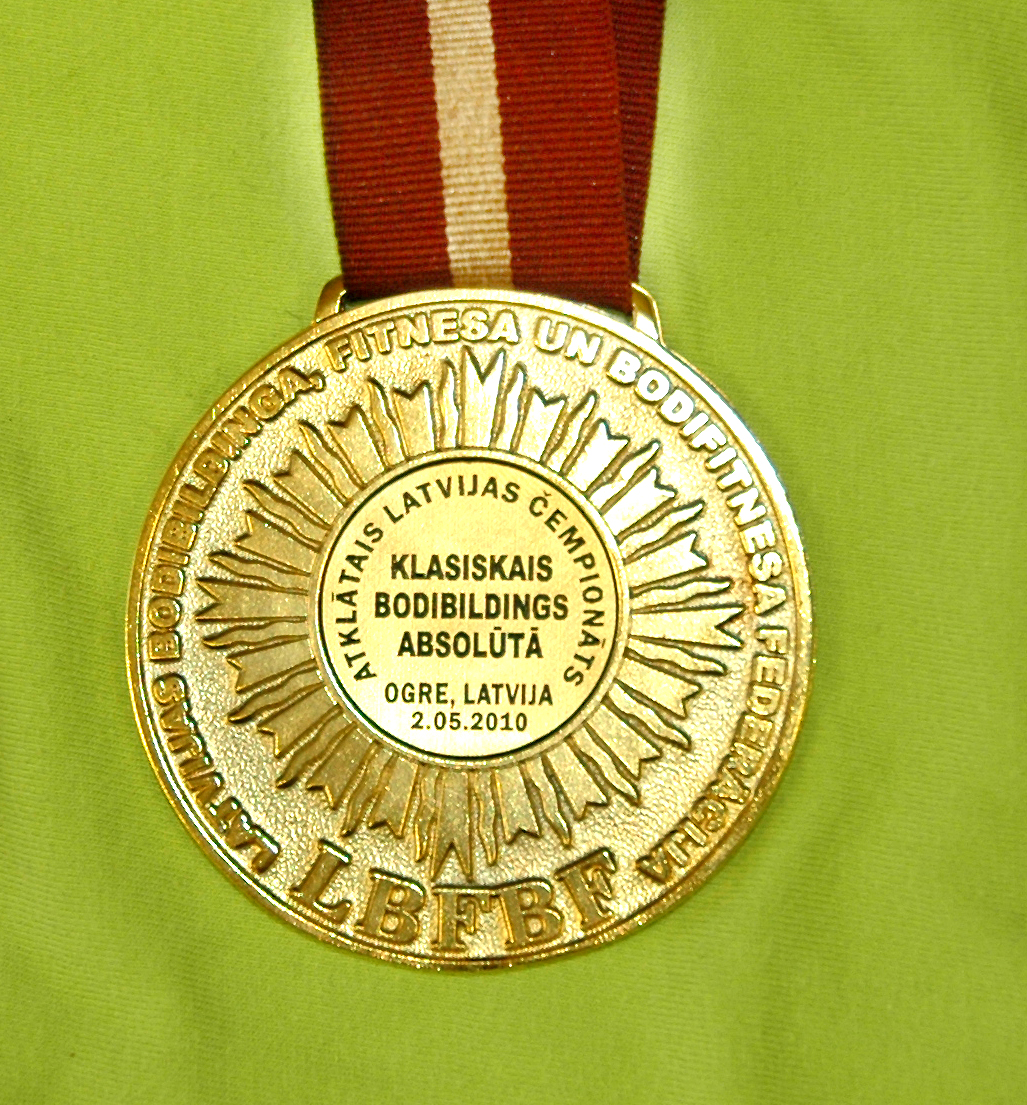 LATVIJAS BODIBILDINGA, FITNESA UN BODIFITNESA FEDERĀCIJA
ATKLĀTAIS LATVIJAS ČEMPIONĀTS
KLASISKAIS
BODIBILDINGS
ABSOLŪTĀ
OGRE, LATVIJA
2.05.2010
LBFBF